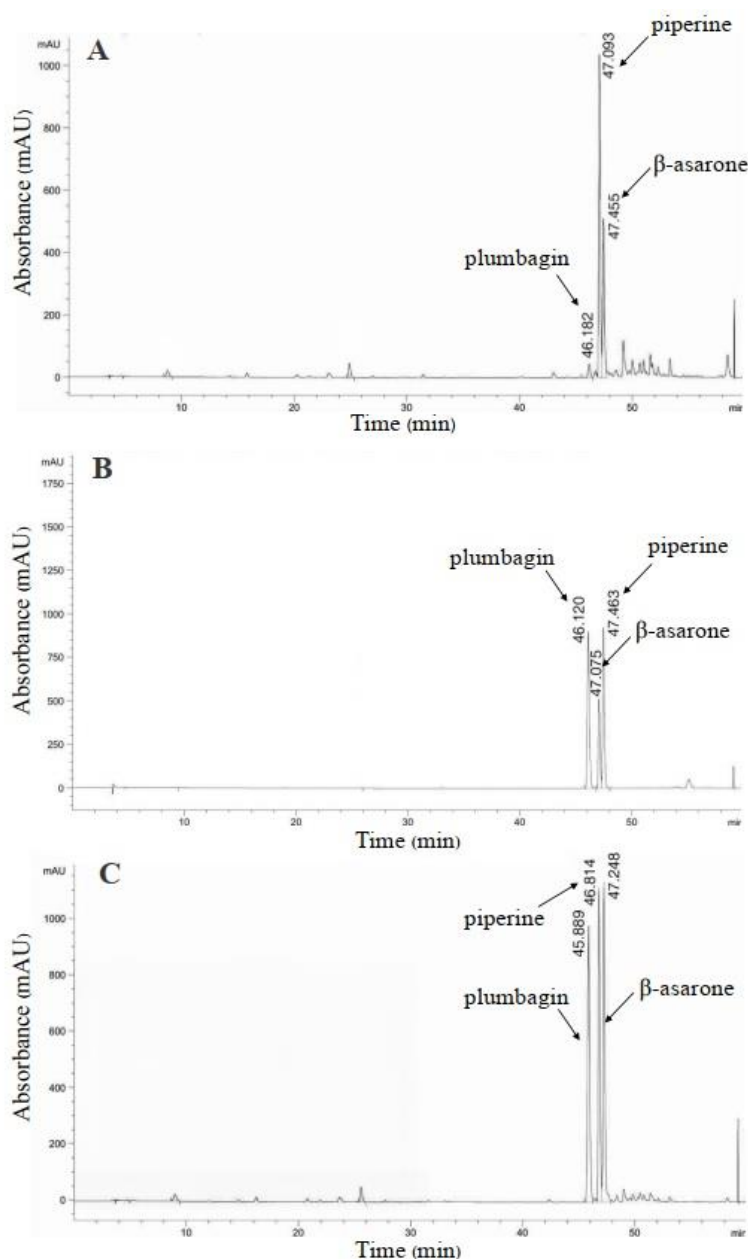 mAU
A
47.093
piperine
1000
800
600
400
200
0
Absorbance (mAU)
β-asarone
47.455
plumbagin
46.182
10
20
30
40
50
min
Time (min)
mAU
B
1750
1500
1250
1000
750
500
250
0
Absorbance (mAU)
plumbagin
piperine
46.120
47.463
β-asarone
47.075
10
20
30
40
50
min
Time (min)
mAU
C
1000
800
600
400
200
0
Absorbance (mAU)
46.814
47.248
piperine
45.889
plumbagin
β-asarone
10
20
30
40
50
min
Time (min)